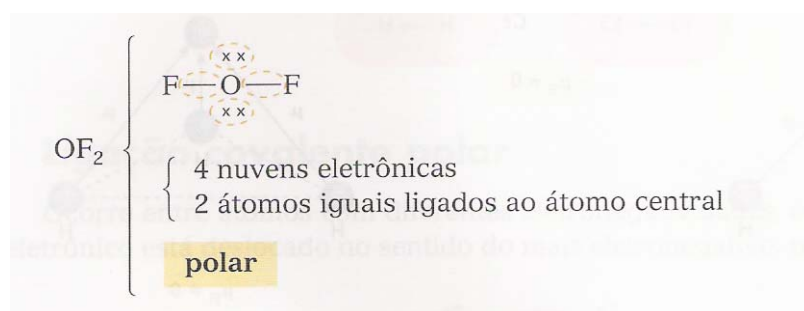 x x
F—O—F
x x
OF₂
4 nuvens eletrônicas
2 átomos iguais ligados ao átomo central
polar